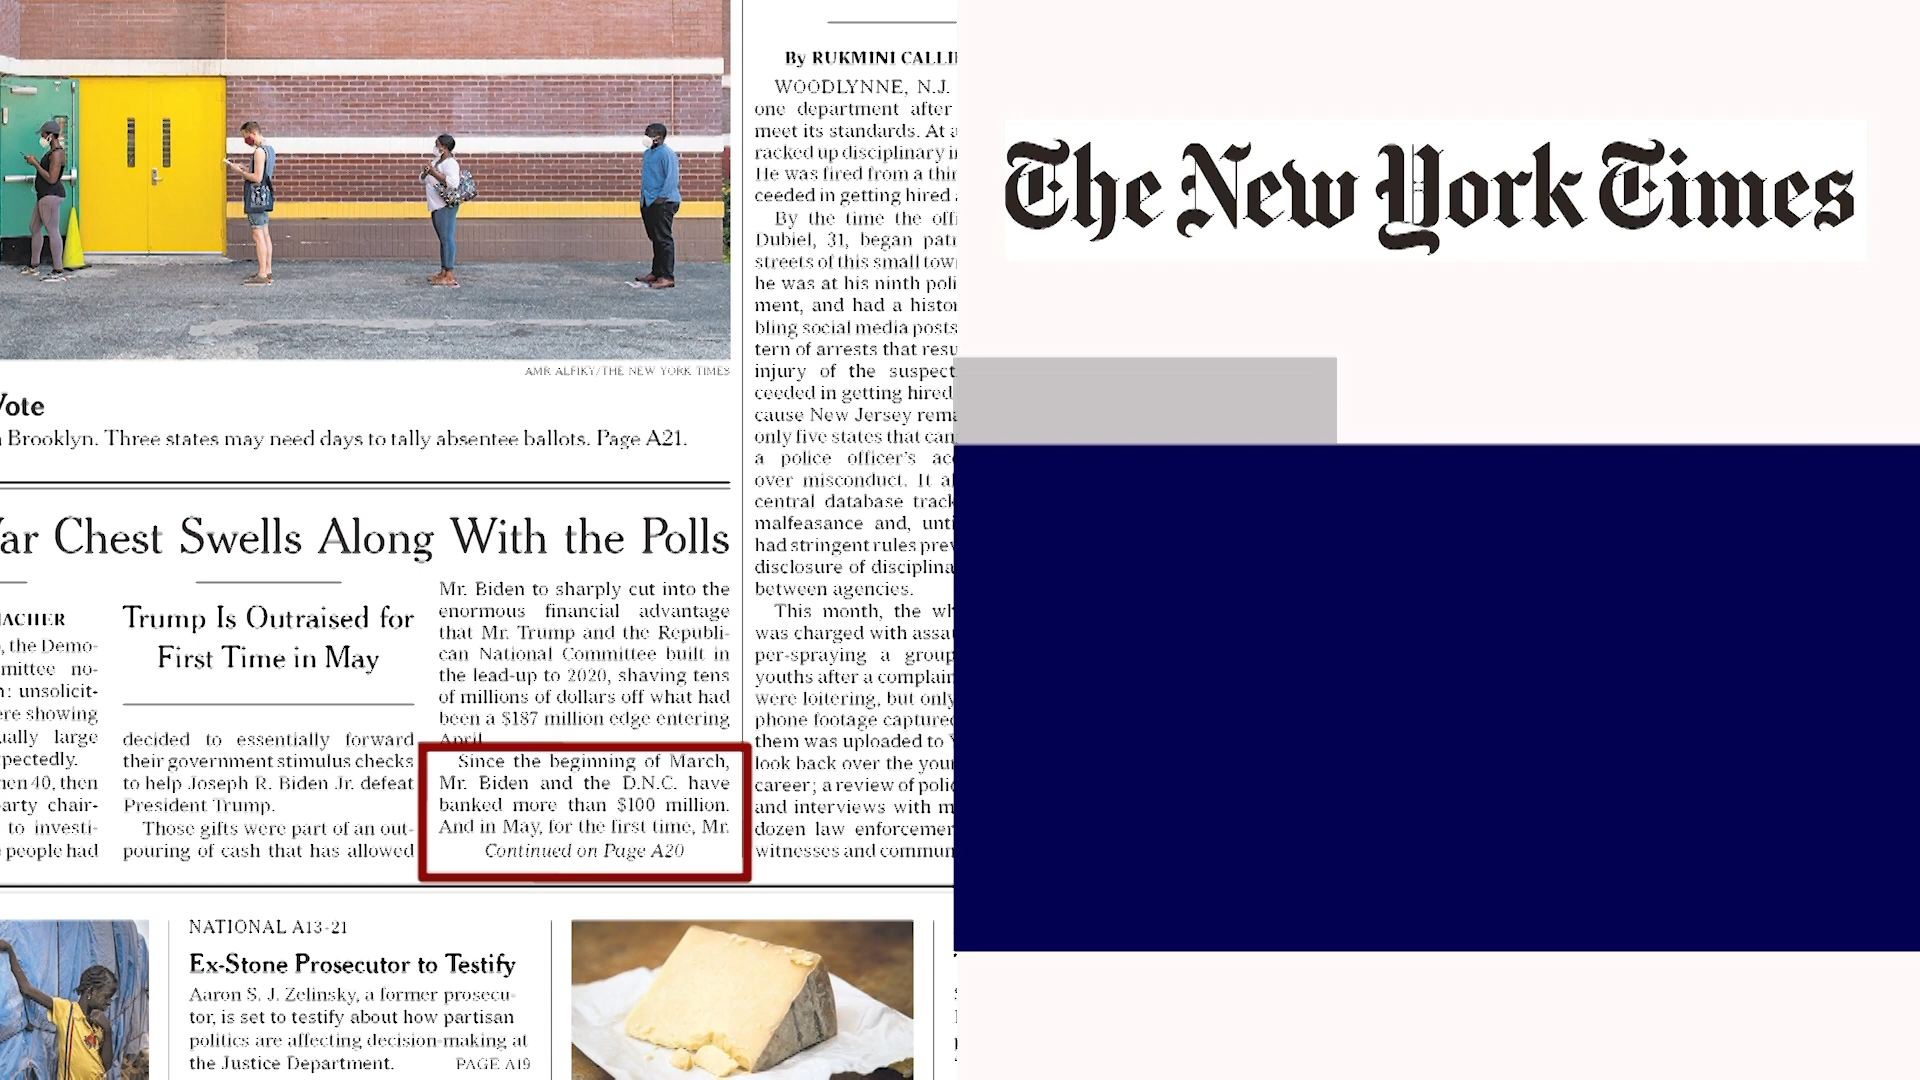 AMR ALFIKY/THE NEW YORK TIMES
Vote
Brooklyn. Three states may need days to tally absentee ballots. Page A21.
Chest Swells Along With the Polls
, the Demo-
mittee no-
: unsolicit-
ere showing
ually large
pectedly.
hen 40, then
party chair-
to investi-
people had
Trump Is Outraised for
First Time in May
decided to essentially forward
their government stimulus checks
to help Joseph R. Biden Jr. defeat
President Trump.
Those gifts were part of an out-
pouring of cash that has allowed
Mr. Biden to sharply cut into the
enormous financial advantage
that Mr. Trump and the Republi-
can National Committee built in
the lead-up to 2020, shaving tens
of millions of dollars off what had
been a $187 million edge entering
April.
Since the beginning of March,
Mr. Biden and the D.N.C. have
banked more than $100 million.
And in May, for the first time, Mr.
Continued on Page A20
By RUKMINI CALLI
WOODLYNNE, N.J.
one department after
meet its standards. At a
racked up disciplinary i
He was fired from a thir
ceeded in getting hired
By the time the offi
Dubiel, 31, began patr
streets of this small tow
he was at his ninth poli
ment, and had a histor
bling social media posts
tern of arrests that resu
injury of the suspect
ceeded in getting hired
cause New Jersey rema
only five states that can
a police officer's ac
over misconduct. It al
central database track
malfeasance and, unti
had stringent rules prev
disclosure of disciplina
between agencies.
This month, the wh
was charged with assau
per-spraying a group
youths after a complain
were loitering, but only
phone footage captured
them was uploaded to Y
look back over the your
career; a review of polic
and interviews with m
dozen law enforcemen
witnesses and commun
NATIONAL A13-21
Ex-Stone Prosecutor to Testify
Aaron S. J. Zelinsky, a former prosecu-
tor, is set to testify about how partisan
politics are affecting decision-making at
the Justice Department. PAGE A19
The New York Times